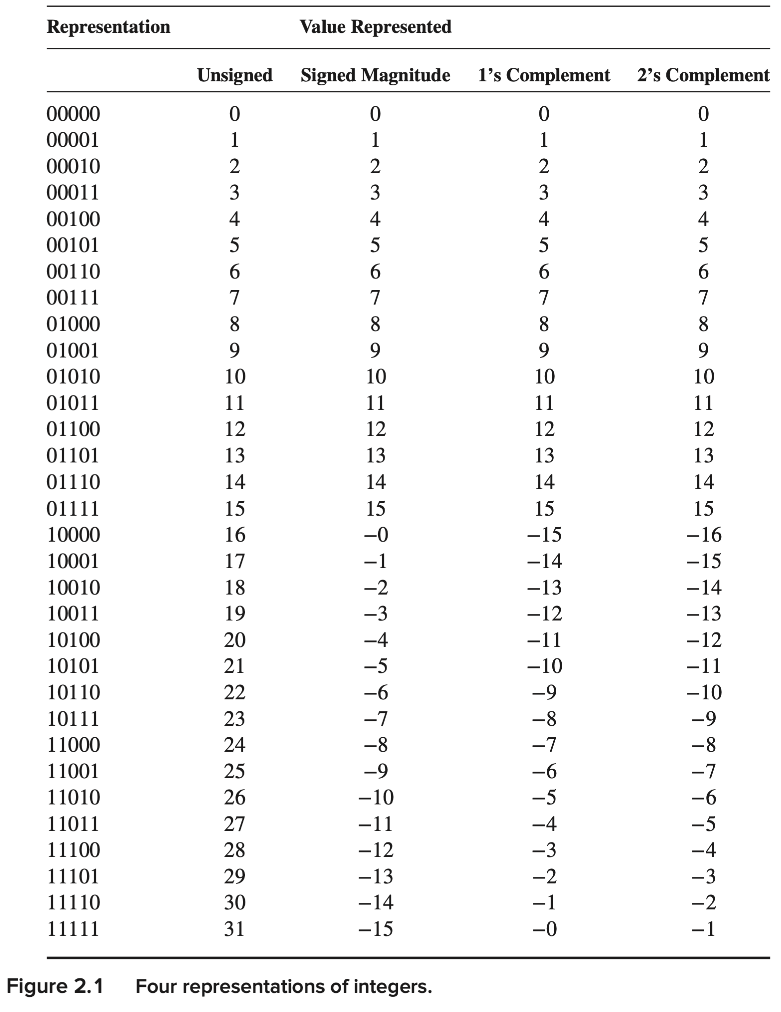 Representation Value Represented
Unsigned Signed Magnitude 1’s Complement 2’s Complement
00000 0 0 0 0
00001 1 1 1 1
00010 2 2 2 2
00011 3 3 3 3
00100 4 4 4 4
00101 5 5 5 5
00110 6 6 6 6
00111 7 7 7 7
01000 8 8 8 8
01001 9 9 9 9
01010 10 10 10 10
01011 11 11 11 11
01100 12 12 12 12
01101 13 13 13 13
01110 14 14 14 14
01111 15 15 15 15
10000 16 −0 −15 −16
10001 17 −1 −14 −15
10010 18 −2 −13 −14
10011 19 −3 −12 −13
10100 20 −4 −11 −12
10101 21 −5 −10 −11
10110 22 −6 −9 −10
10111 23 −7 −8 −9
11000 24 −8 −7 −8
11001 25 −9 −6 −7
11010 26 −10 −5 −6
11011 27 −11 −4 −5
11100 28 −12 −3 −4
11101 29 −13 −2 −3
11110 30 −14 −1 −2
11111 31 −15 −0 −1
Figure 2.1 Four representations of integers.